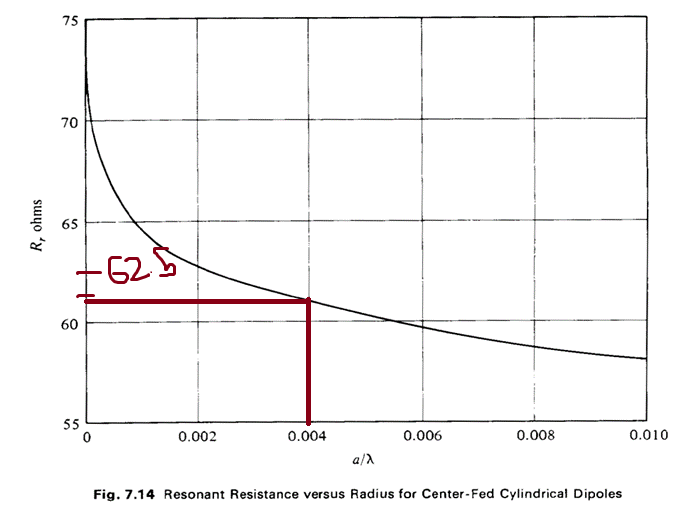 75
70
65
62.5
60
55
R_r ohms
0 0.002 0.004 0.006 0.008 0.010
a/λ
Fig. 7.14 Resonant Resistance versus Radius for Center-Fed Cylindrical Dipoles